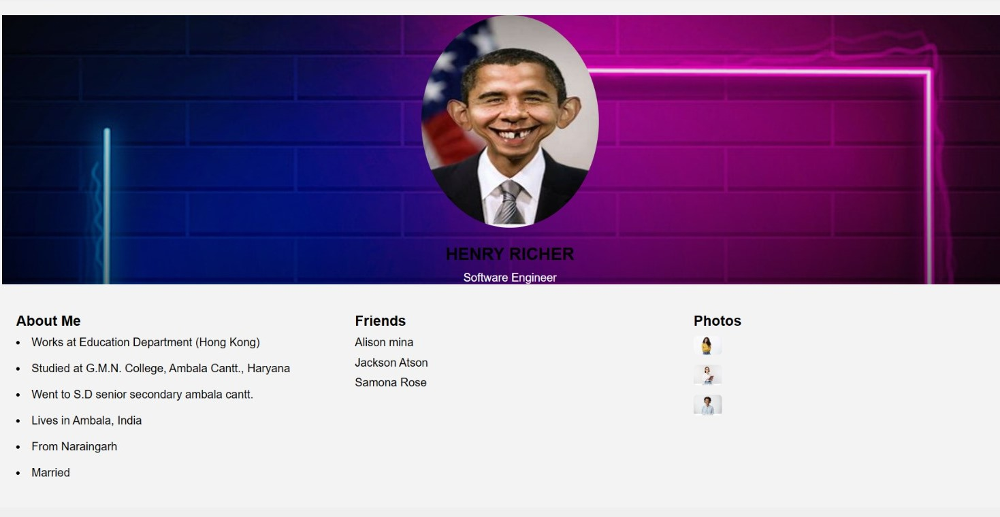 HENRY RICHER
Software Engineer
About Me
Works at Education Department (Hong Kong)
Studied at G.M.N. College, Ambala Cantt., Haryana
Went to S.D senior secondary ambala cantt.
Lives in Ambala, India
From Naraingarh
Married
Friends
Alison mina
Jackson Atson
Samona Rose
Photos